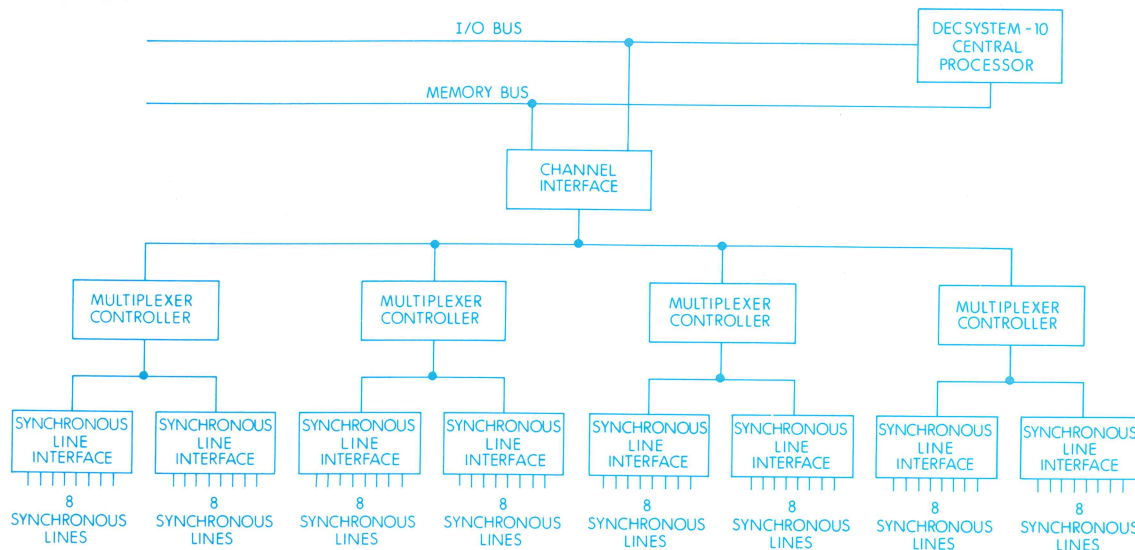 I/O BUS
DECSYSTEM-10
CENTRAL
PROCESSOR
MEMORY BUS
CHANNEL
INTERFACE
MULTIPLEXER
CONTROLLER
MULTIPLEXER
CONTROLLER
MULTIPLEXER
CONTROLLER
MULTIPLEXER
CONTROLLER
SYNCHRONOUS
LINE
INTERFACE
SYNCHRONOUS
LINE
INTERFACE
SYNCHRONOUS
LINE
INTERFACE
SYNCHRONOUS
LINE
INTERFACE
SYNCHRONOUS
LINE
INTERFACE
SYNCHRONOUS
LINE
INTERFACE
SYNCHRONOUS
LINE
INTERFACE
SYNCHRONOUS
LINE
INTERFACE
8
SYNCHRONOUS
LINES
8
SYNCHRONOUS
LINES
8
SYNCHRONOUS
LINES
8
SYNCHRONOUS
LINES
8
SYNCHRONOUS
LINES
8
SYNCHRONOUS
LINES
8
SYNCHRONOUS
LINES
8
SYNCHRONOUS
LINES